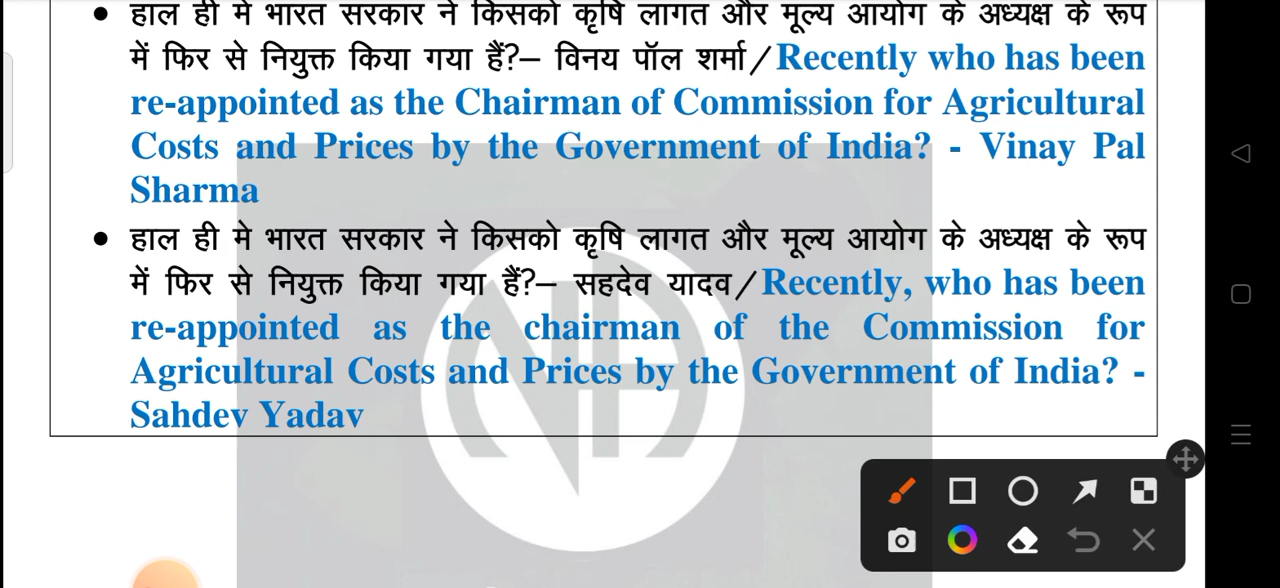 हाल ही मे भारत सरकार ने किसको कृषि लागत और मूल्य आयोग के अध्यक्ष के रूप
में फिर से नियुक्त किया गया हैं?– विनय पॉल शर्मा/Recently who has been
re-appointed as the Chairman of Commission for Agricultural
Costs and Prices by the Government of India? - Vinay Pal
Sharma
हाल ही मे भारत सरकार ने किसको कृषि लागत और मूल्य आयोग के अध्यक्ष के रूप
में फिर से नियुक्त किया गया हैं?– सहदेव यादव/Recently, who has been
re-appointed as the chairman of the Commission for
Agricultural Costs and Prices by the Government of India? -
Sahdev Yadav